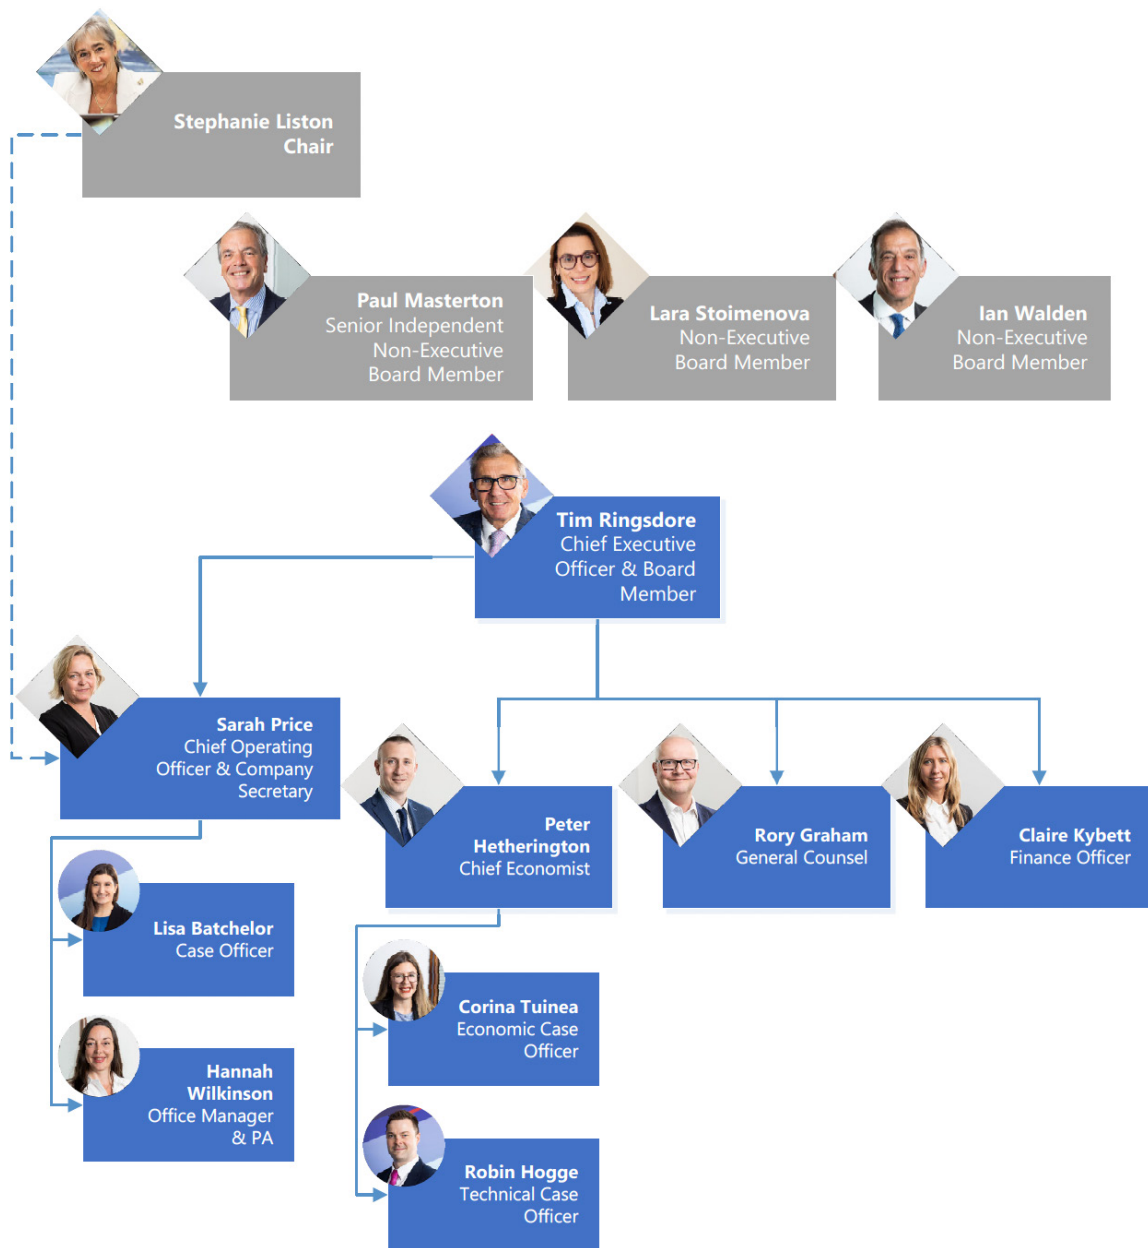 Stephanie Liston
Chair
Paul Masterton
Senior Independent
Non-Executive
Board Member
Lara Stoimenova
Non-Executive
Board Member
Ian Walden
Non-Executive
Board Member
Tim Ringsdore
Chief Executive
Officer & Board
Member
Sarah Price
Chief Operating
Officer & Company
Secretary
Peter
Hetherington
Chief Economist
Rory Graham
General Counsel
Claire Kybett
Finance Officer
Lisa Batchelor
Case Officer
Corina Tuinea
Economic Case
Officer
Hannah
Wilkinson
Office Manager
& PA
Robin Hogge
Technical Case
Officer